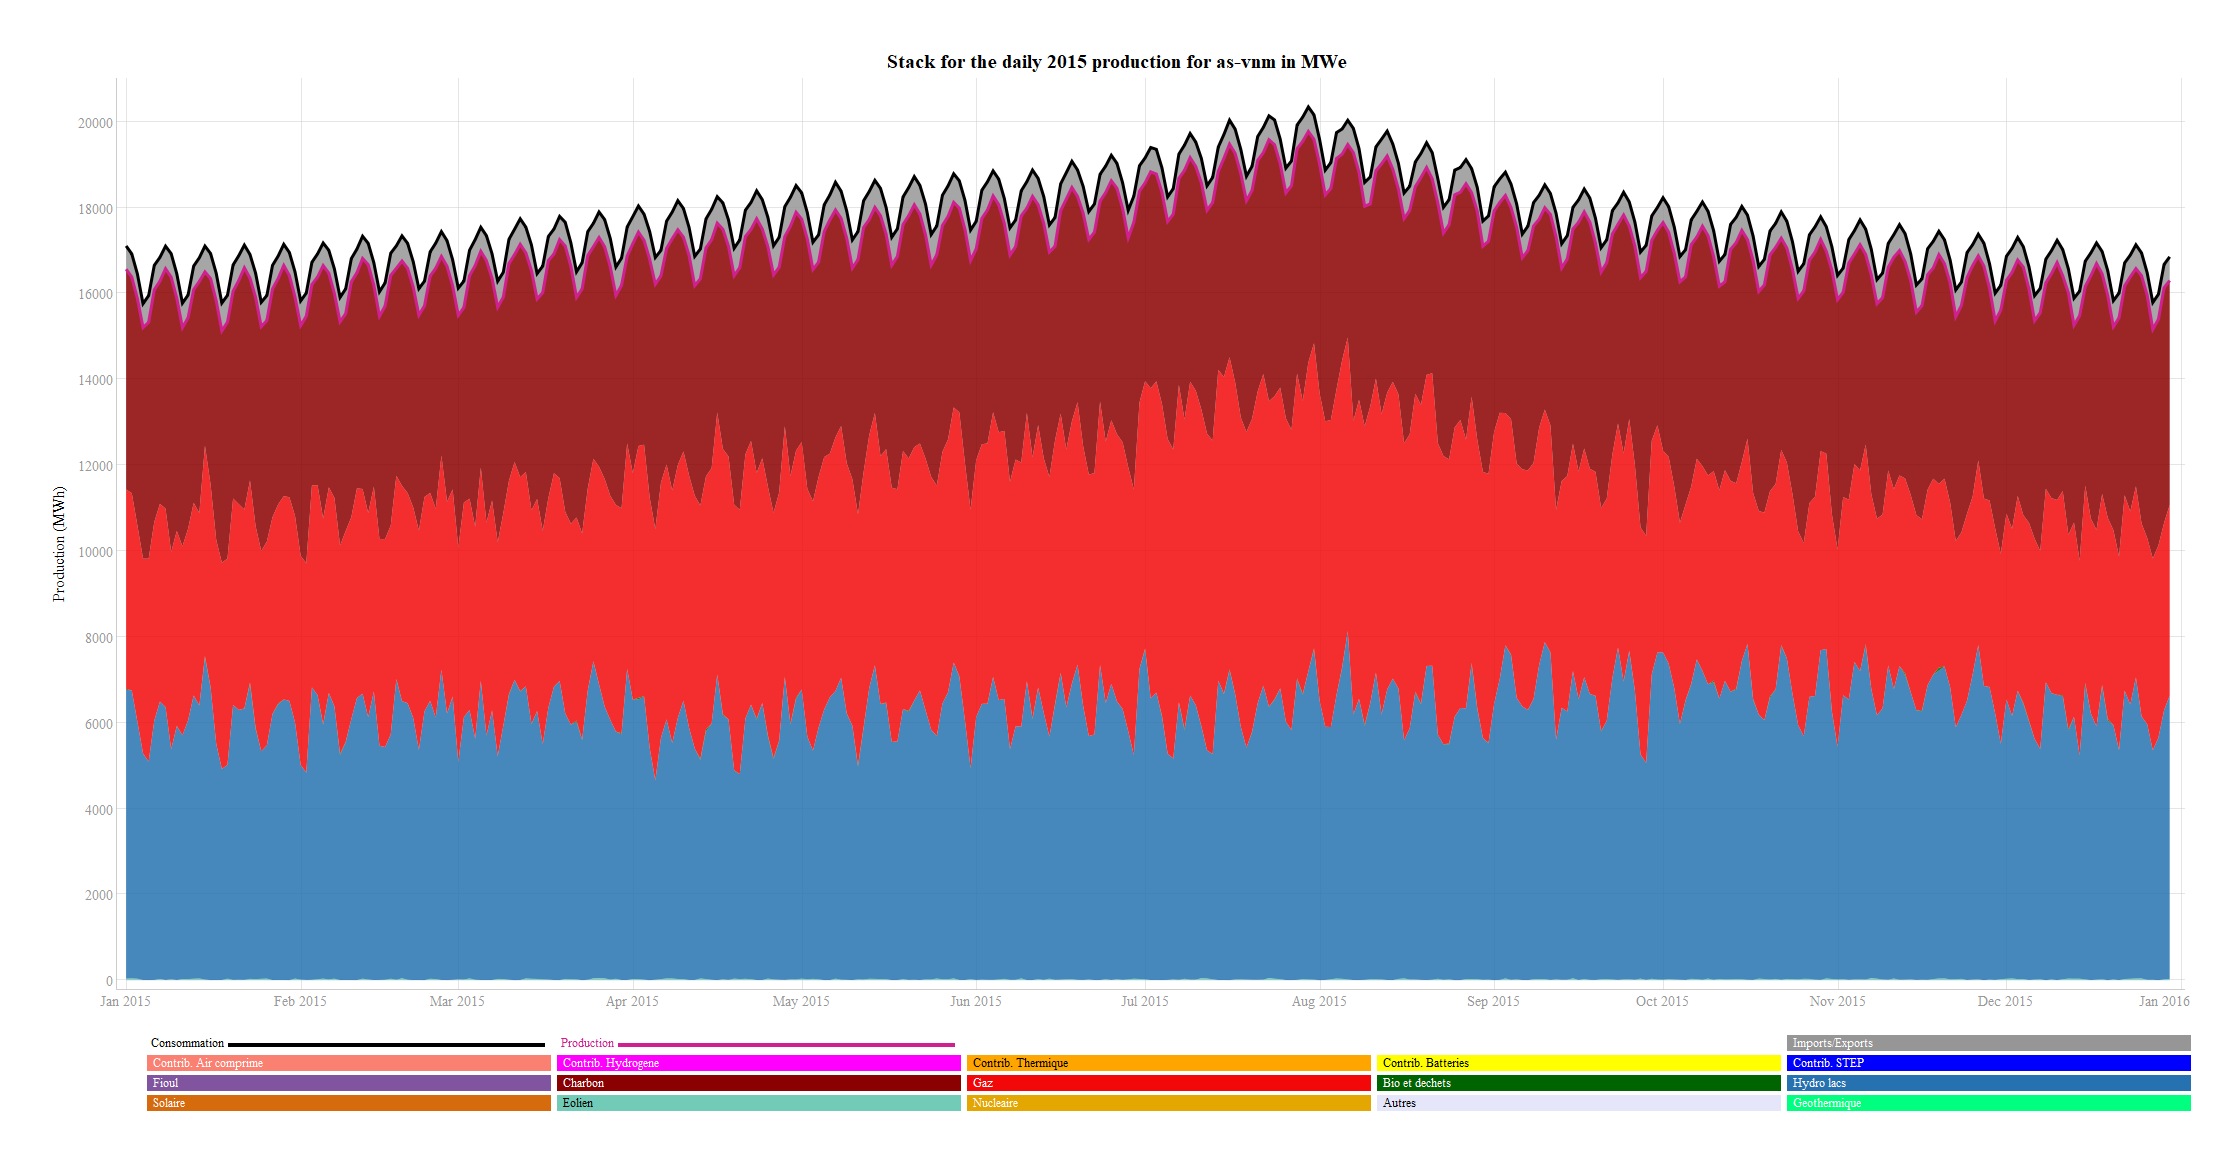 Stack for the daily 2015 production for as-vnm in MWe
Production (MWh)
20000
18000
16000
14000
12000
10000
8000
6000
4000
2000
0
Jan 2015 Feb 2015 Mar 2015 Apr 2015 May 2015 Jun 2015 Jul 2015 Aug 2015 Sep 2015 Oct 2015 Nov 2015 Dec 2015 Jan 2016
Consommation Production Imports/Exports
Contrib. Air comprime Contrib. Hydrogene Contrib. Thermique Contrib. Batteries Contrib. STEP
Fioul Charbon Gaz Bio et dechets Hydro lacs
Solaire Eolien Nucleaire Autres Geothermique